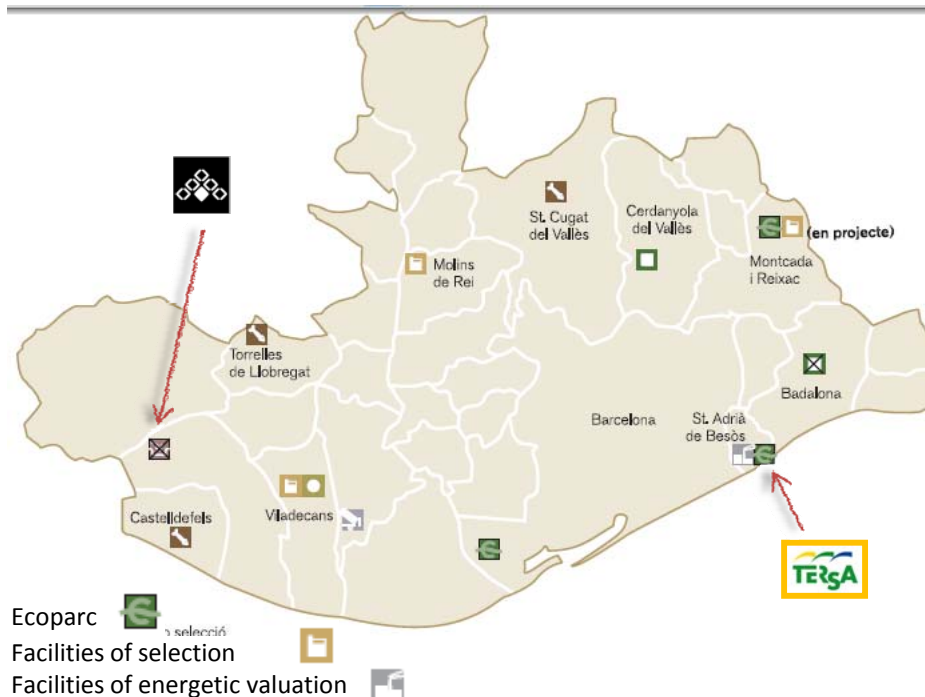 St. Cugat
del Vallès
Cerdanyola
del Vallès
(en projecte)
Montcada
i Reixac
Molins
de Rei
Torrelles
de Llobregat
Badalona
Barcelona
St. Adrià
de Besòs
Viladecans
Castelldefels
TERSA
Ecoparc
o selecció
Facilities of selection
Facilities of energetic valuation